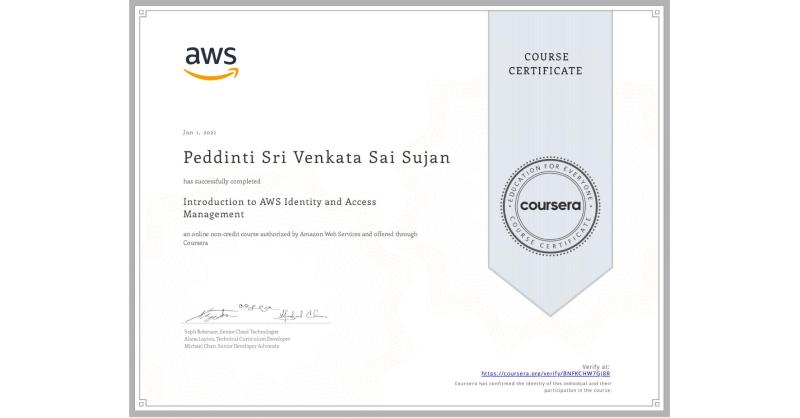 aws
COURSE
CERTIFICATE
Jun 1, 2021
Peddinti Sri Venkata Sai Sujan
has successfully completed
Introduction to AWS Identity and Access
Management
an online non-credit course authorized by Amazon Web Services and offered through
Coursera
EDUCATION FOR EVERYONE
coursera
COURSE CERTIFICATE
Seph Robinson, Senior Cloud Technologist
Alana Layton, Technical Curriculum Developer
Michael Chan, Senior Developer Advocate
Verify at:
https://coursera.org/verify/BNFKCHW7GJ8R
Coursera has confirmed the identity of this individual and their
participation in the course.